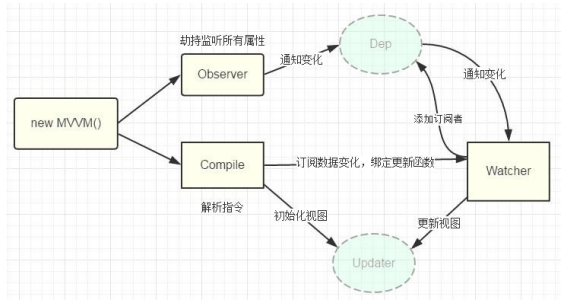 劫持监听所有属性
Dep
Observer
通知变化
通知变化
new MVVM()
添加订阅者
Compile
订阅数据变化，绑定更新函数
Watcher
解析指令
初始化视图
更新视图
Updater